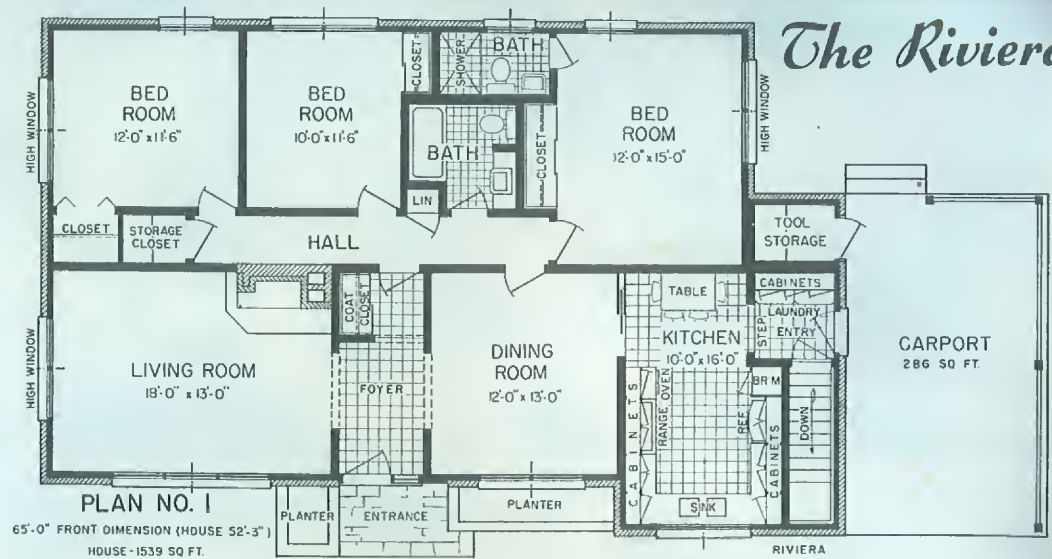 The Riviera
BED
ROOM
12'-0" x 11'-6"
BED
ROOM
10'-0" x 11'-6"
CLOSET
SHOWER
BATH
BATH
LIN
CLOSET
BED
ROOM
12'-0" x 15'-0"
HIGH WINDOW
HIGH WINDOW
CLOSET
STORAGE
CLOSET
HALL
TOOL
STORAGE
HIGH WINDOW
LIVING ROOM
18'-0" x 13'-0"
COAT
CLOSET
FOYER
DINING
ROOM
12'-0" x 13'-0"
TABLE
KITCHEN
10'-0" x 16'-0"
CABINETS
STEP
LAUNDRY
ENTRY
CABINETS
RANGE OVEN
REF
BR M
CABINETS
SINK
DOWN
CARPORT
286 SQ FT.
PLANTER
ENTRANCE
PLANTER
RIVIERA
PLAN NO. 1
65'-0" FRONT DIMENSION (HOUSE 52'-3")
HOUSE - 1539 SQ FT.